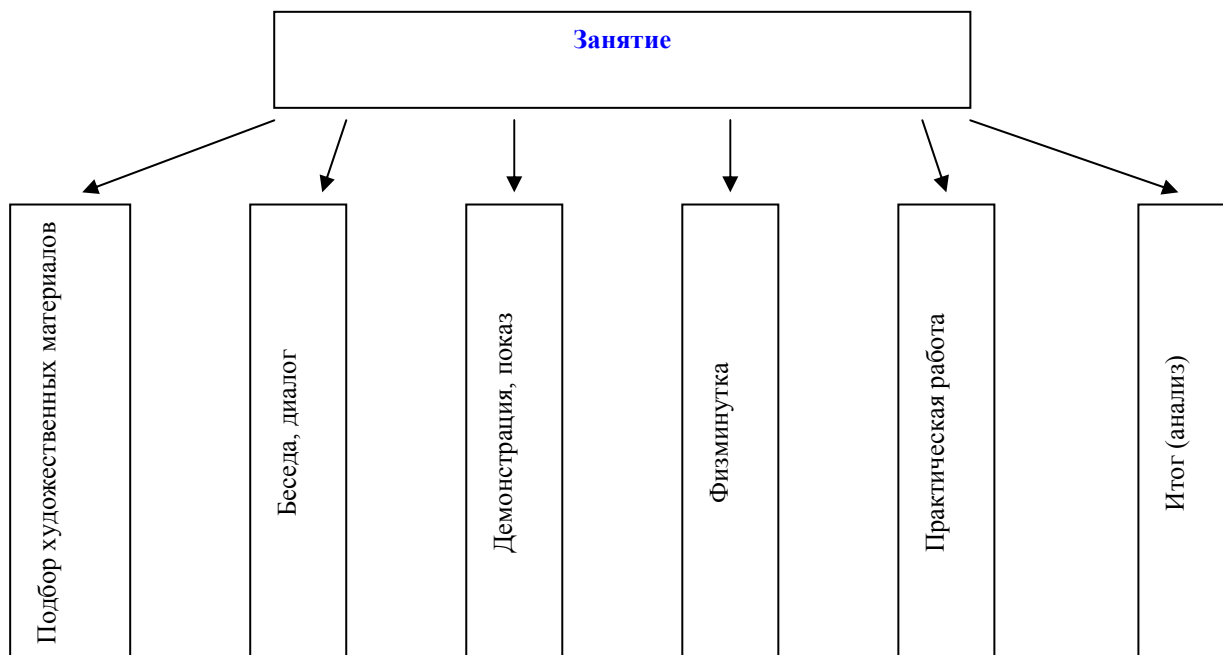 Занятие
Подбор художественных материалов
Беседа, диалог
Демонстрация, показ
Физминутка
Практическая работа
Итог (анализ)